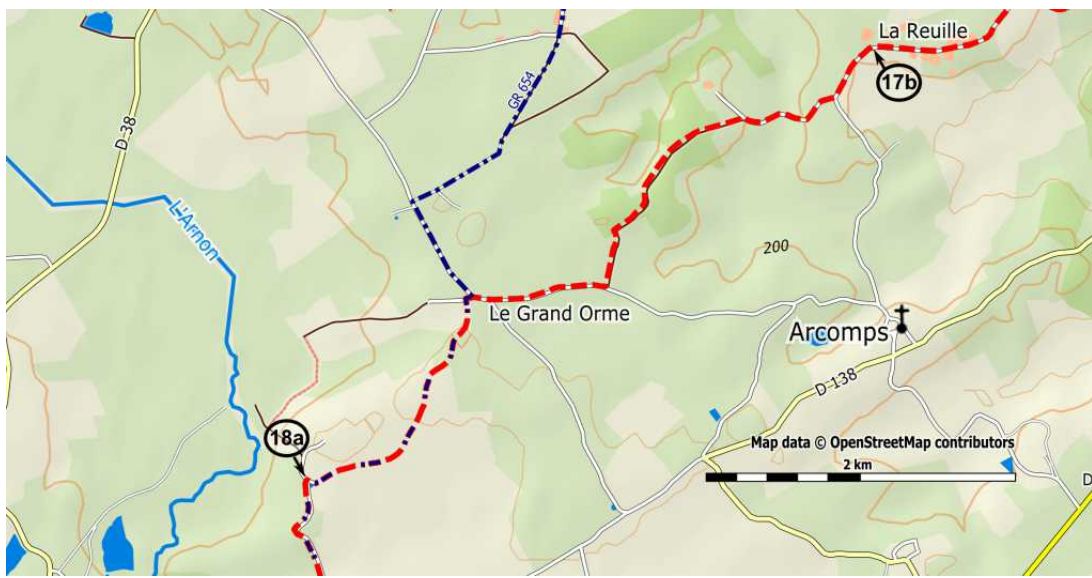 La Reuille
17b
GR 654
D-38
L'Arnon
200
Le Grand Orme
Arcomps
D 138
18a
Map data © OpenStreetMap contributors
2 km
D